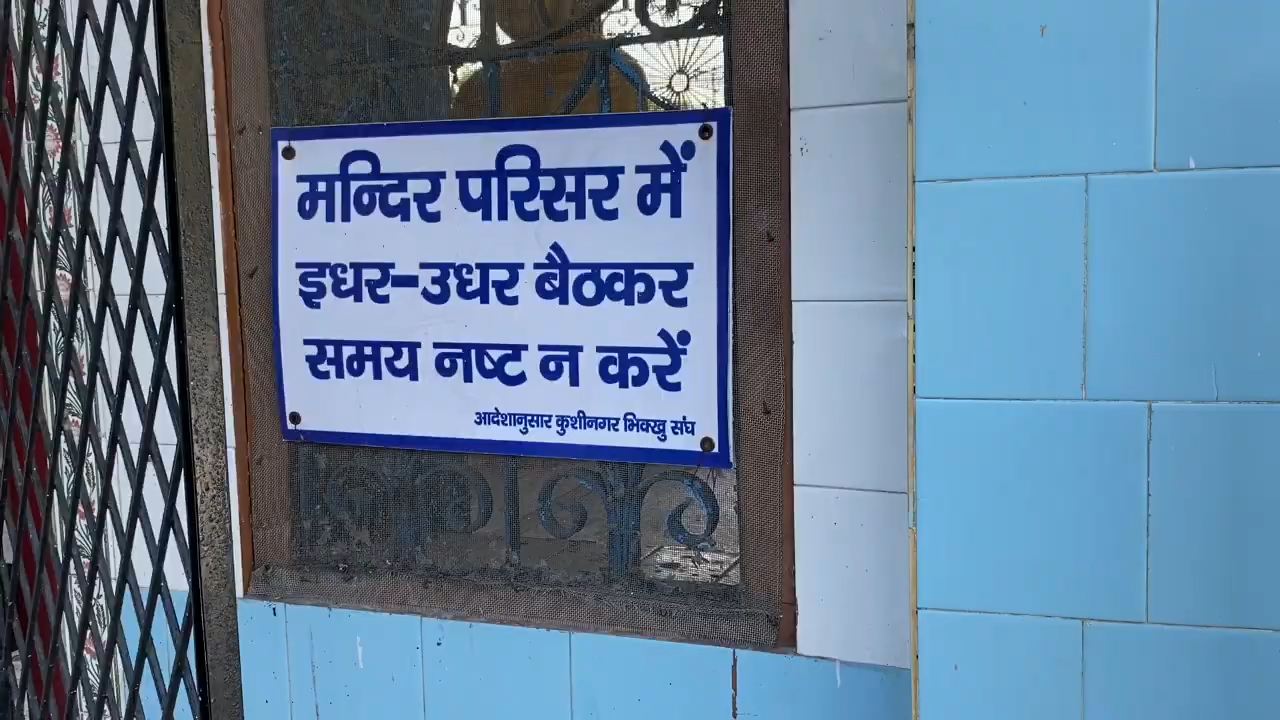 मन्दिर परिसर में
इधर-उधर बैठकर
समय नष्ट न करें
आदेशानुसार कुशीनगर भिक्खु संघ